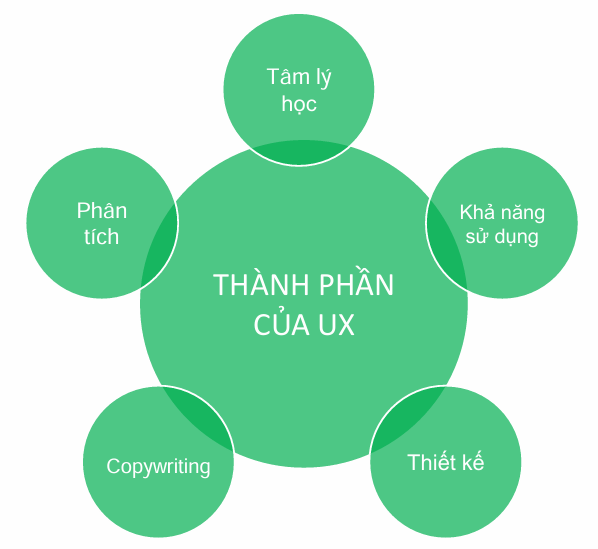 Tâm lý
học
Phân
tích
Khả năng
sử dụng
THÀNH PHẦN
CỦA UX
Copywriting
Thiết kế